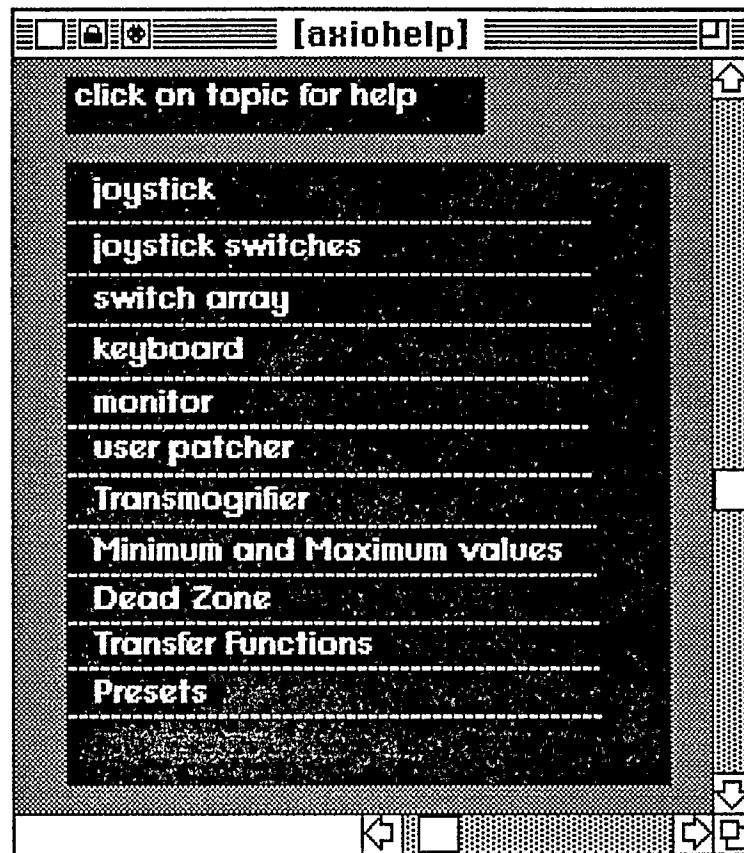 [axiohelp]
click on topic for help
joystick
joystick switches
switch array
keyboard
monitor
user patcher
Transmogrifier
Minimum and Maximum values
Dead Zone
Transfer Functions
Presets